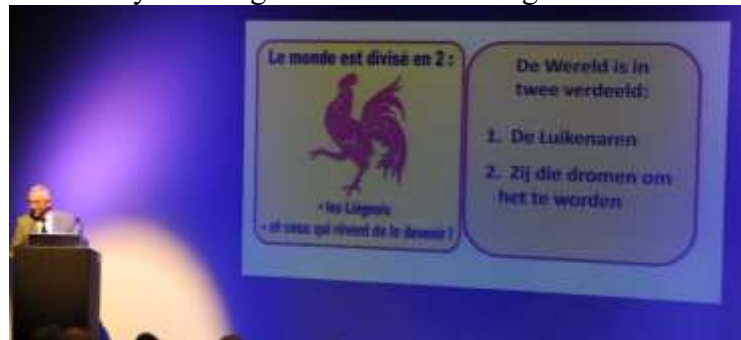 Le monde est divisé en 2 :
• les Liégeois
• et ceux qui rêvent de le devenir !
De Wereld is in
twee verdeeld:
1. De Luikenaren
2. Zij die dromen om
het te worden